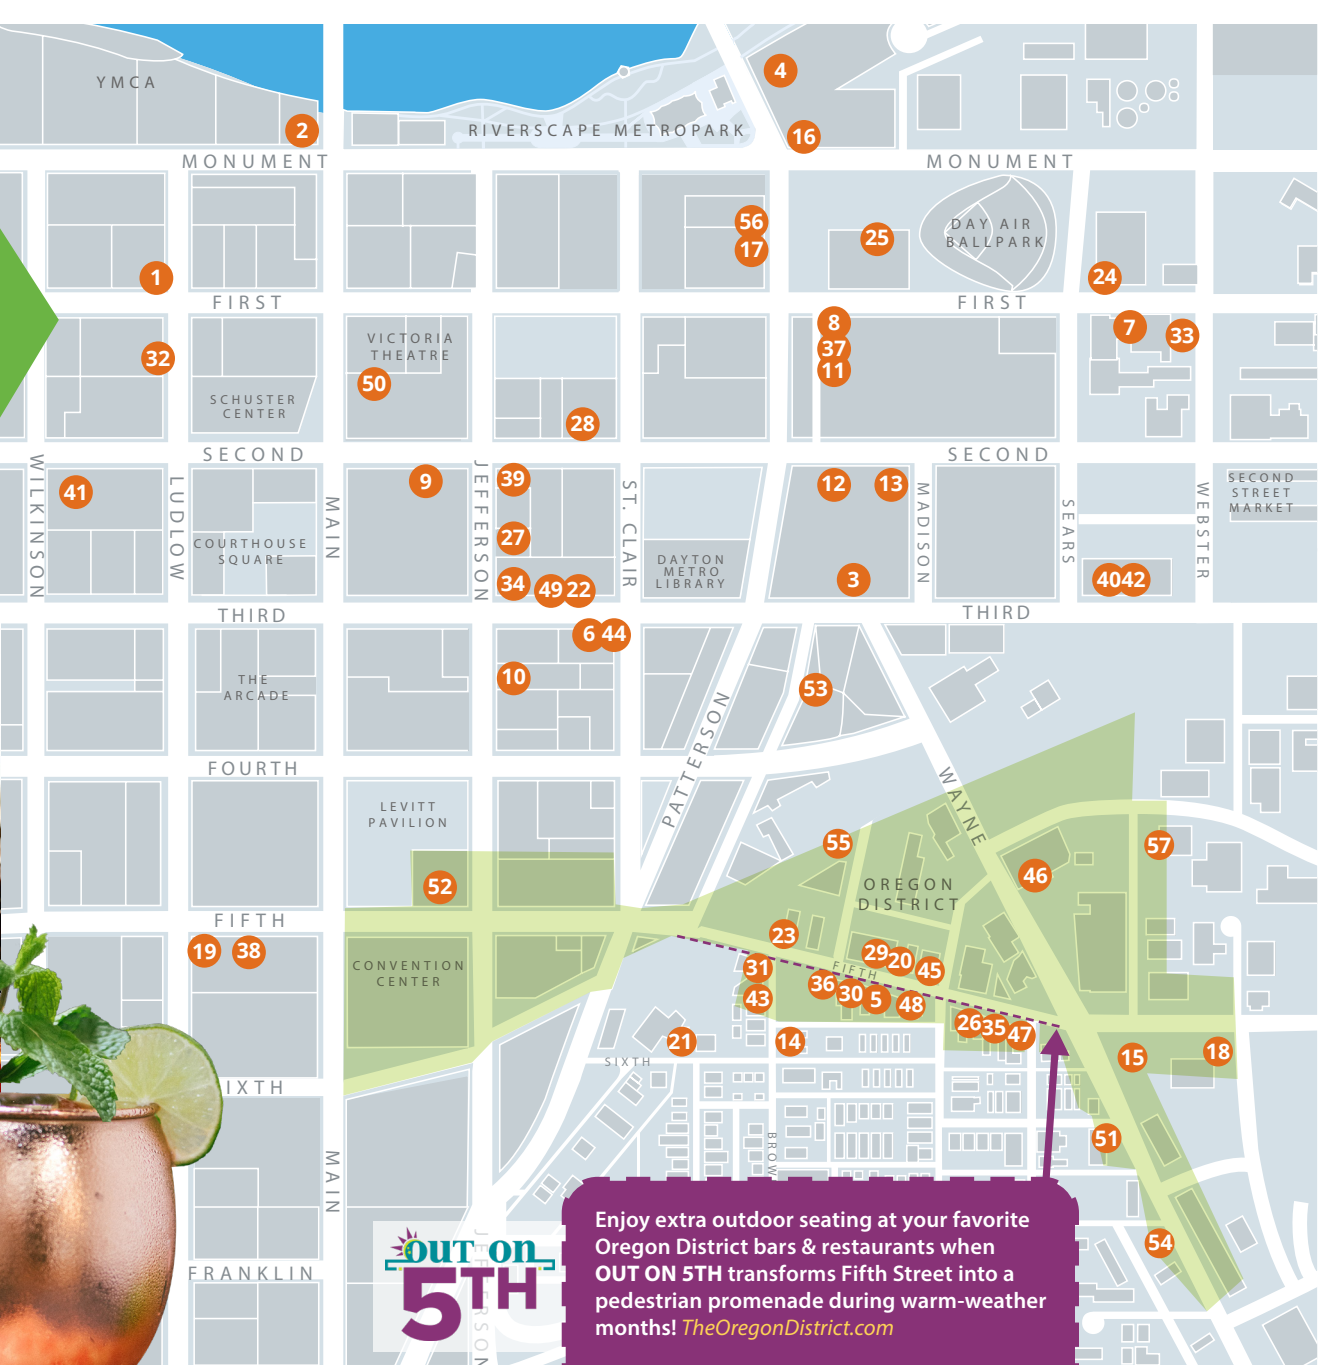 YMCA
4
2
RIVERSCAPE METROPARK
16
MONUMENT
MONUMENT
56
17
25
DAY AIR
BALLPARK
1
24
FIRST
FIRST
8
37
11
7
33
32
VICTORIA
THEATRE
50
SCHUSTER
CENTER
28
SECOND
SECOND
WILKINSON
41
LUDLOW
MAIN
9
JEFFERSON
39
ST. CLAIR
12
13
MADISON
SEARS
WEBSTER
SECOND
STREET
MARKET
COURTHOUSE
SQUARE
27
DAYTON
METRO
LIBRARY
34
49
22
3
40
42
THIRD
THIRD
6
44
10
THE
ARCADE
53
PATTERSON
FOURTH
WAYNE
LEVITT
PAVILION
55
57
52
46
OREGON
DISTRICT
FIFTH
19
38
23
CONVENTION
CENTER
31
FIFTH
29
20
45
43
36
30
5
48
26
35
47
21
14
SIXTH
15
18
IXTH
51
BROW
MAIN
54
FRANKLIN
JEFFERSON
OUT ON
5TH
Enjoy extra outdoor seating at your favorite
Oregon District bars & restaurants when
OUT ON 5TH transforms Fifth Street into a
pedestrian promenade during warm-weather
months! TheOregonDistrict.com